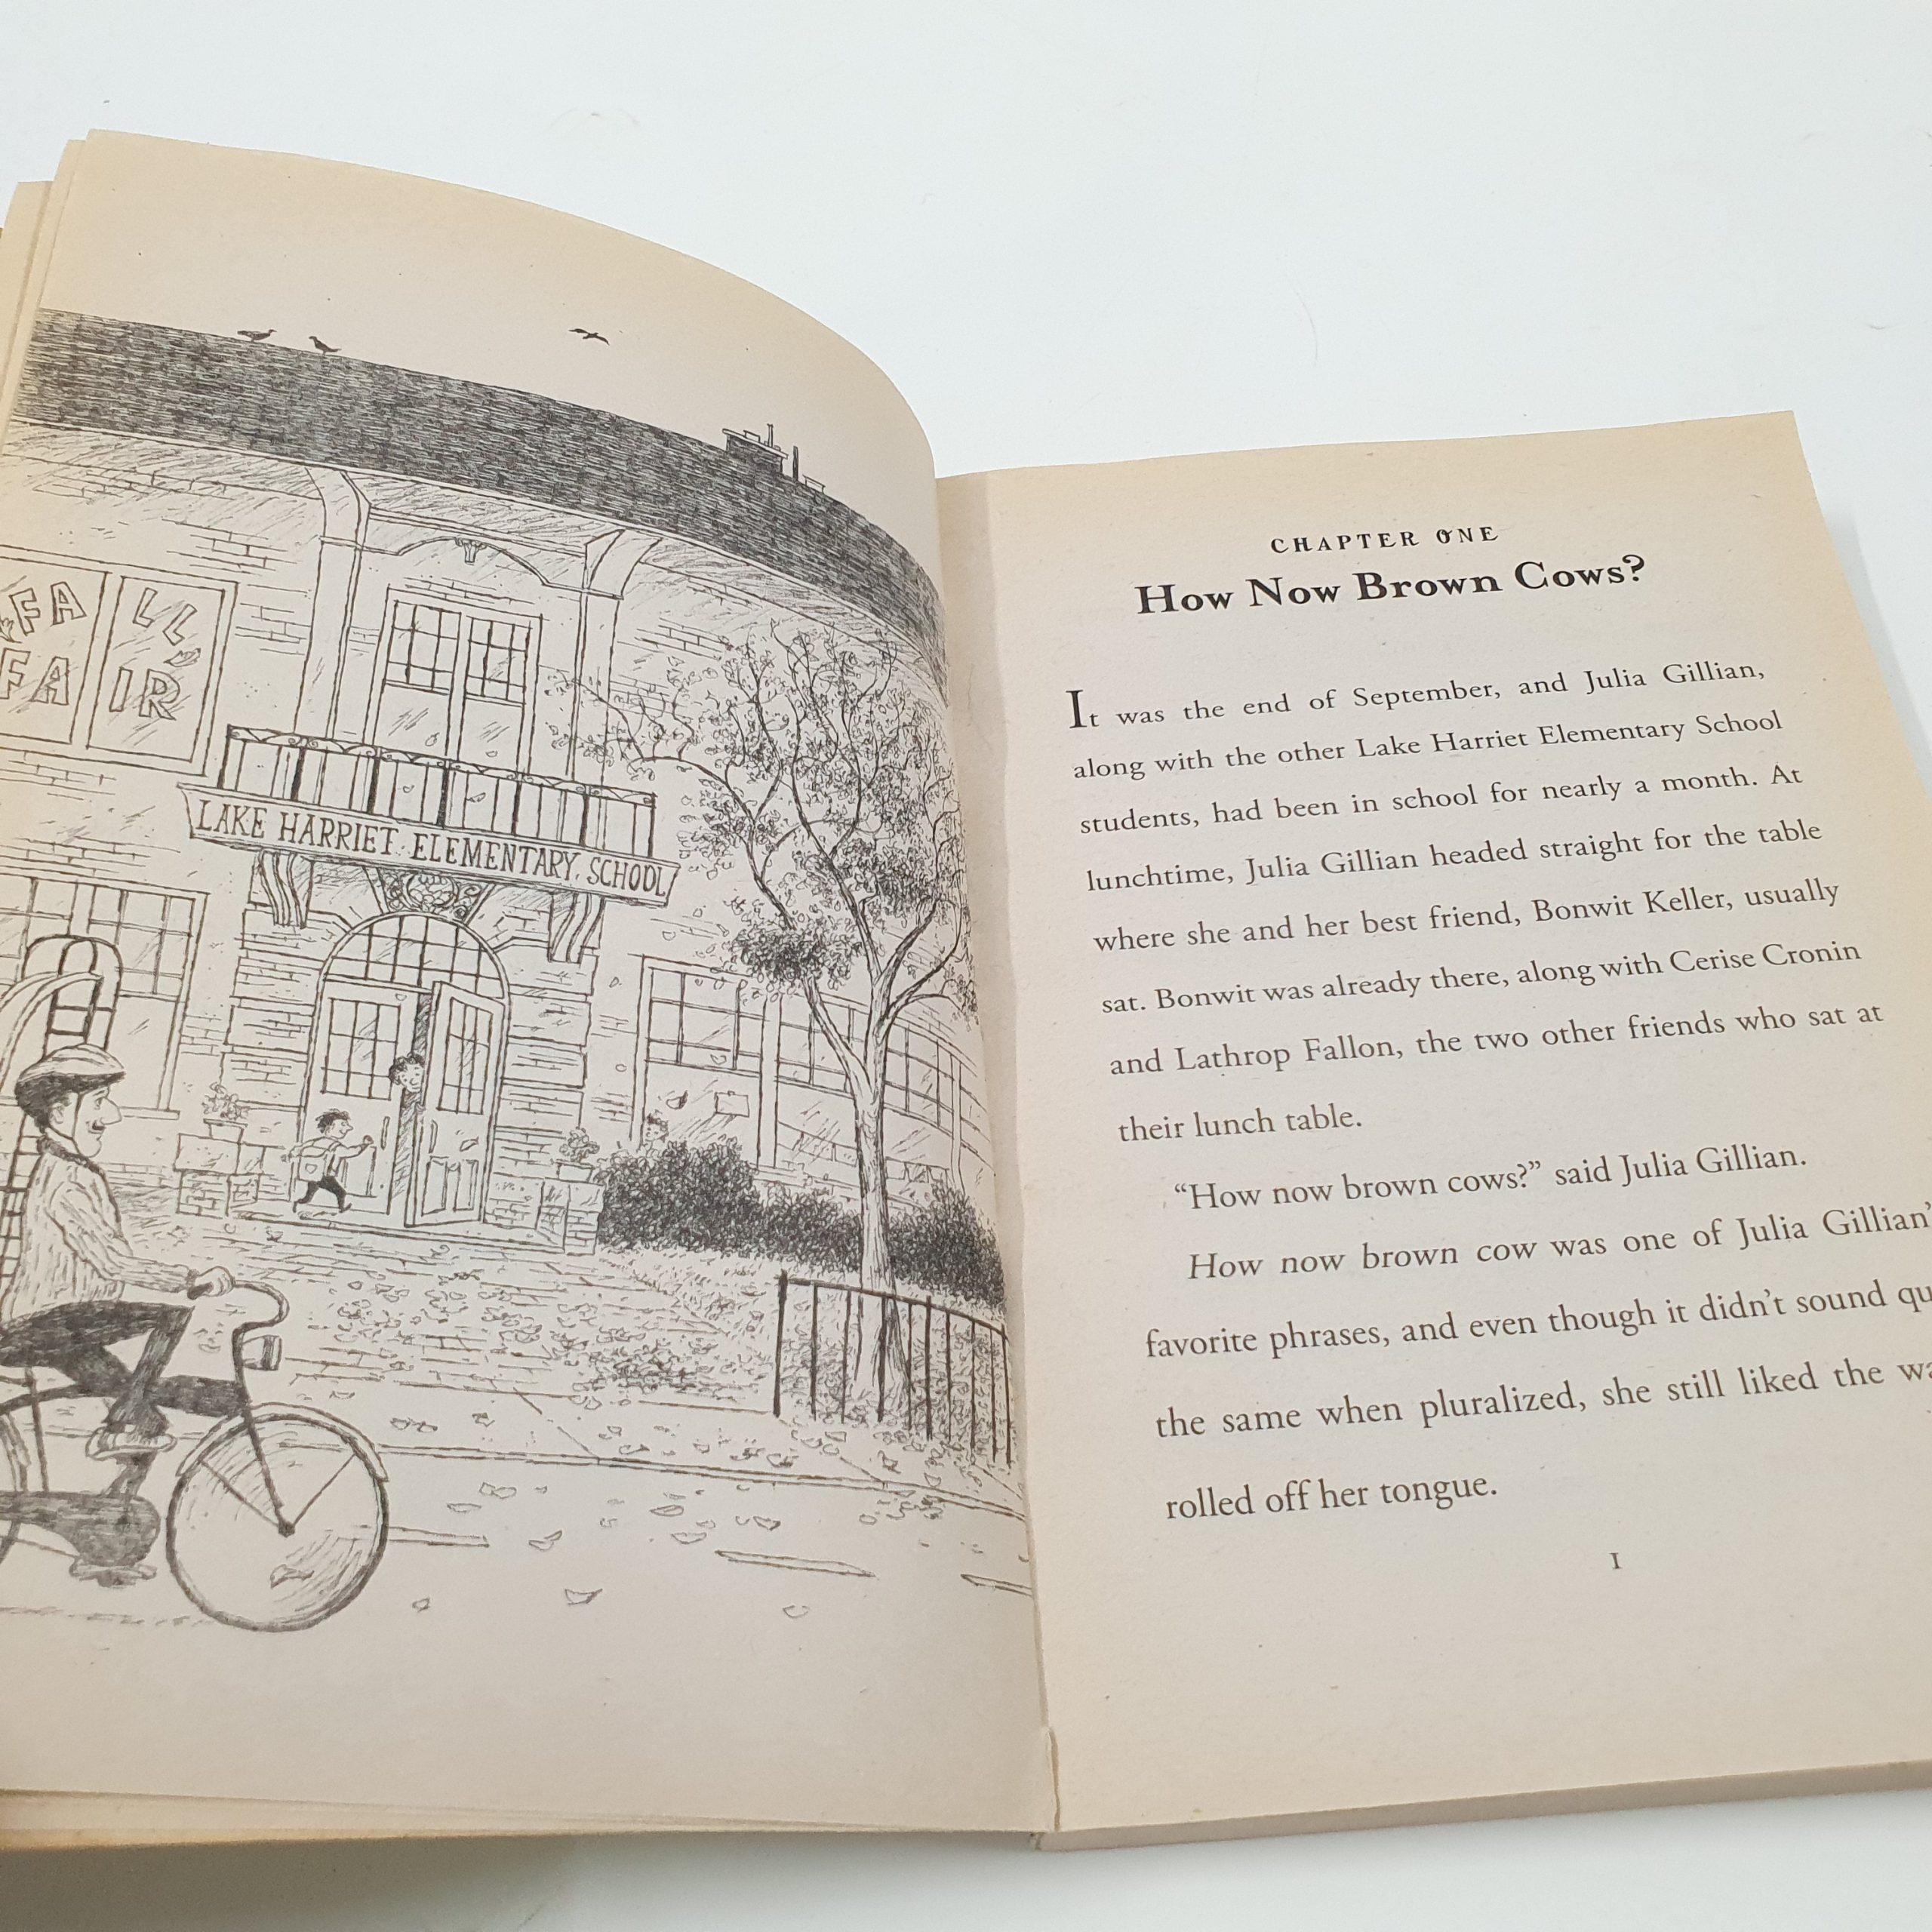 FALL
FAIR
LAKE HARRIET ELEMENTARY SCHOOL
CHAPTER ONE
How Now Brown Cows?
It was the end of September, and Julia Gillian,
along with the other Lake Harriet Elementary School
students, had been in school for nearly a month. At
lunchtime, Julia Gillian headed straight for the table
where she and her best friend, Bonwit Keller, usually
sat. Bonwit was already there, along with Cerise Cronin
and Lathrop Fallon, the two other friends who sat at
their lunch table.
“How now brown cows?” said Julia Gillian.
How now brown cow was one of Julia Gillian’
favorite phrases, and even though it didn’t sound
the same when pluralized, she still liked the
rolled off her tongue.
1